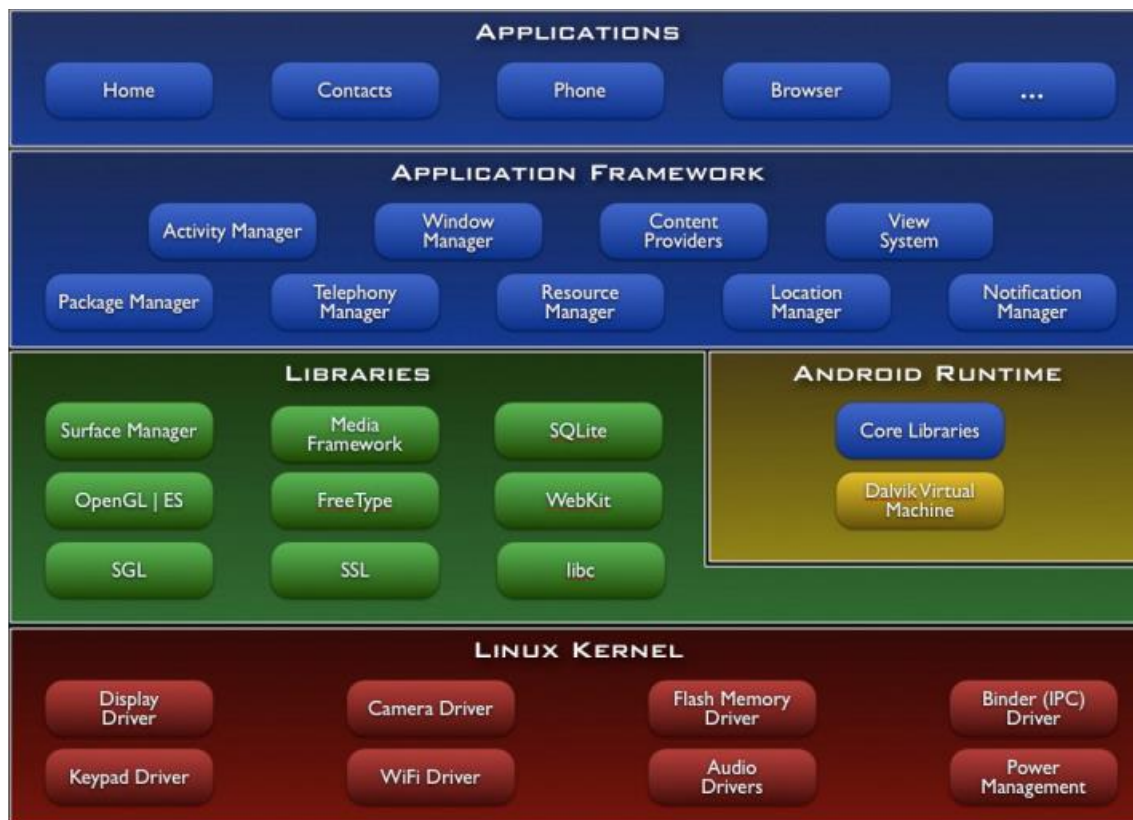 APPLICATIONS
Home
Contacts
Phone
Browser
...
APPLICATION FRAMEWORK
Activity Manager
Window
Manager
Content
Providers
View
System
Package Manager
Telephony
Manager
Resource
Manager
Location
Manager
Notification
Manager
LIBRARIES
Surface Manager
Media
Framework
SQLite
OpenGL | ES
FreeType
WebKit
SGL
SSL
libc
ANDROID RUNTIME
Core Libraries
Dalvik Virtual
Machine
LINUX KERNEL
Display
Driver
Camera Driver
Flash Memory
Driver
Binder (IPC)
Driver
Keypad Driver
WiFi Driver
Audio
Drivers
Power
Management